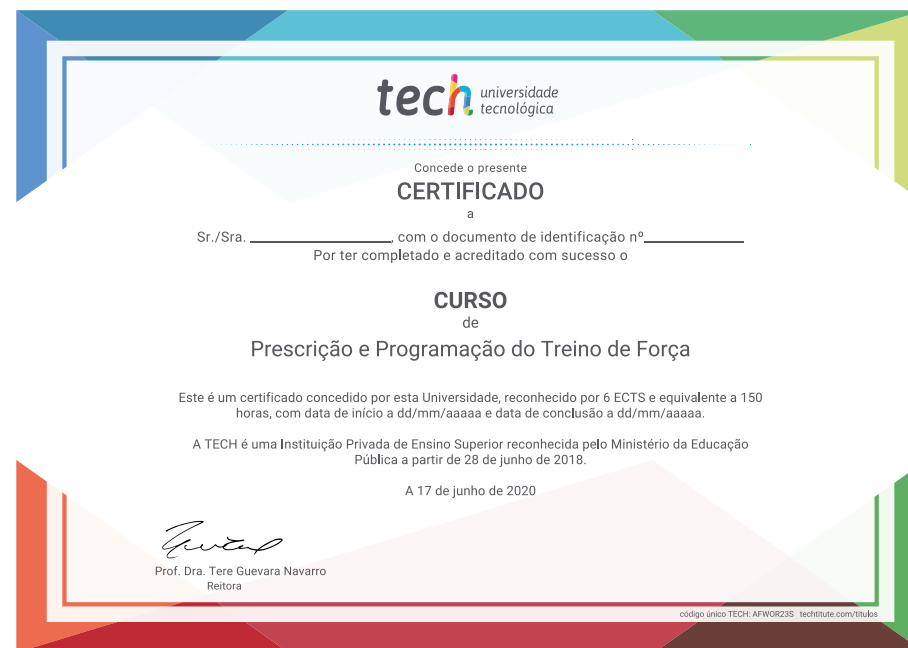 tech universidade
tecnológica
Concede o presente
CERTIFICADO
a
Sr./Sra. ____________, com o documento de identificação nº____________
Por ter completado e acreditado com sucesso o
CURSO
de
Prescrição e Programação do Treino de Força
Este é um certificado concedido por esta Universidade, reconhecido por 6 ECTS e equivalente a 150
horas, com data de início a dd/mm/aaaaa e data de conclusão a dd/mm/aaaaa.
A TECH é uma Instituição Privada de Ensino Superior reconhecida pelo Ministério da Educação
Pública a partir de 28 de junho de 2018.
A 17 de junho de 2020
Prof. Dra. Tere Guevara Navarro
Reitora
código único TECH: AFWOR23S techtitute.com/titulos